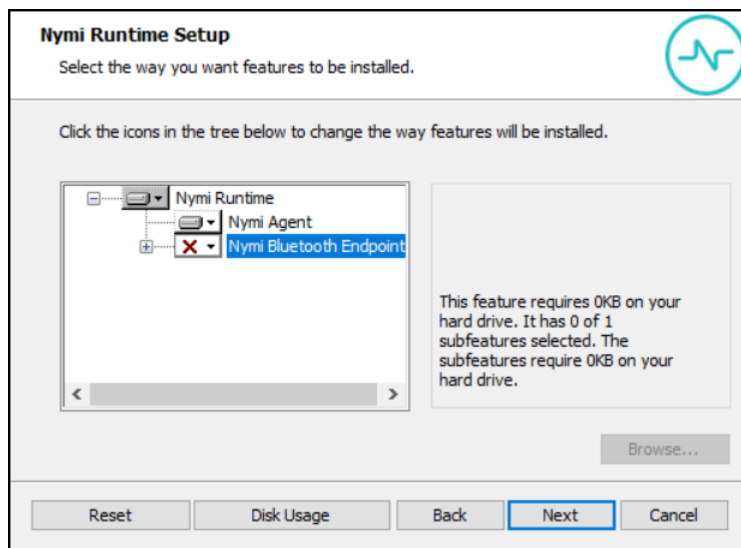 Nymi Runtime Setup
Select the way you want features to be installed.
Click the icons in the tree below to change the way features will be installed.
Nymi Runtime
Nymi Agent
Nymi Bluetooth Endpoint
This feature requires 0KB on your
hard drive. It has 0 of 1
subfeatures selected. The
subfeatures require 0KB on your
hard drive.
Browse...
Reset
Disk Usage
Back
Next
Cancel